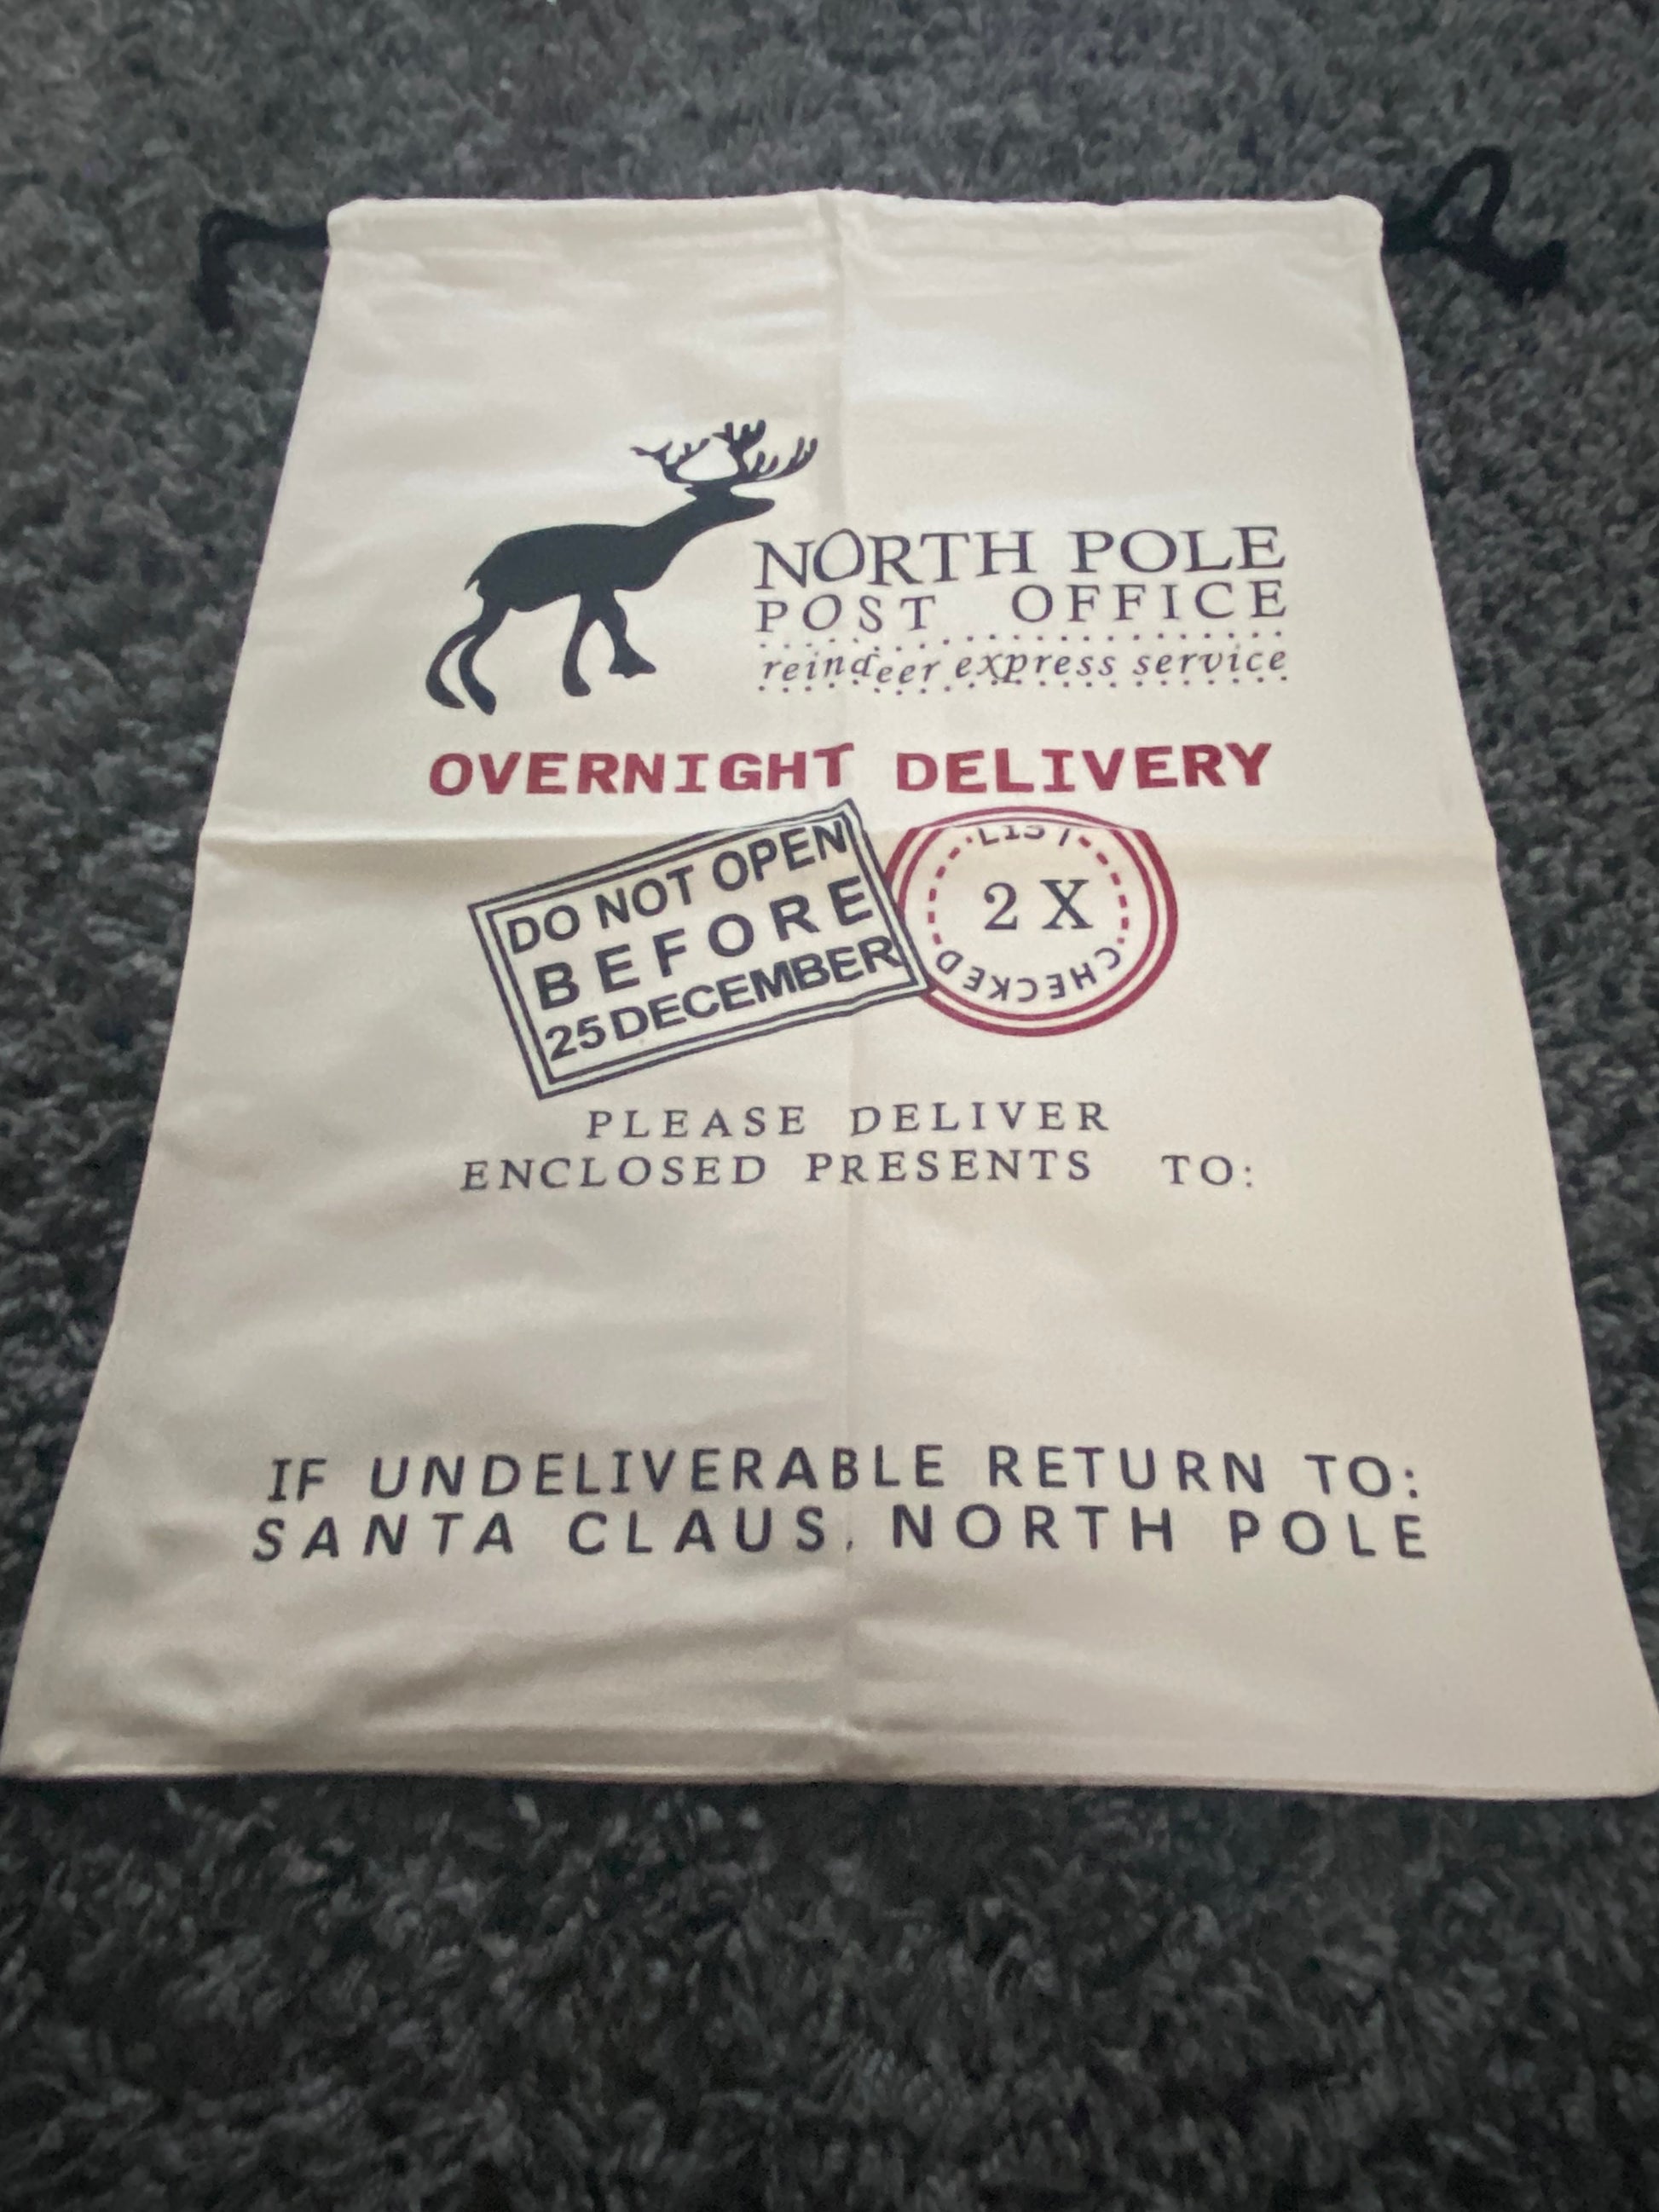 NORTH POLE
POST OFFICE
reindeer express service
OVERNIGHT DELIVERY
DO NOT OPEN
BEFORE
25 DECEMBER
LIST
2 X
CHECKED
PLEASE DELIVER
ENCLOSED PRESENTS TO:
IF UNDELIVERABLE RETURN TO:
SANTA CLAUS, NORTH POLE